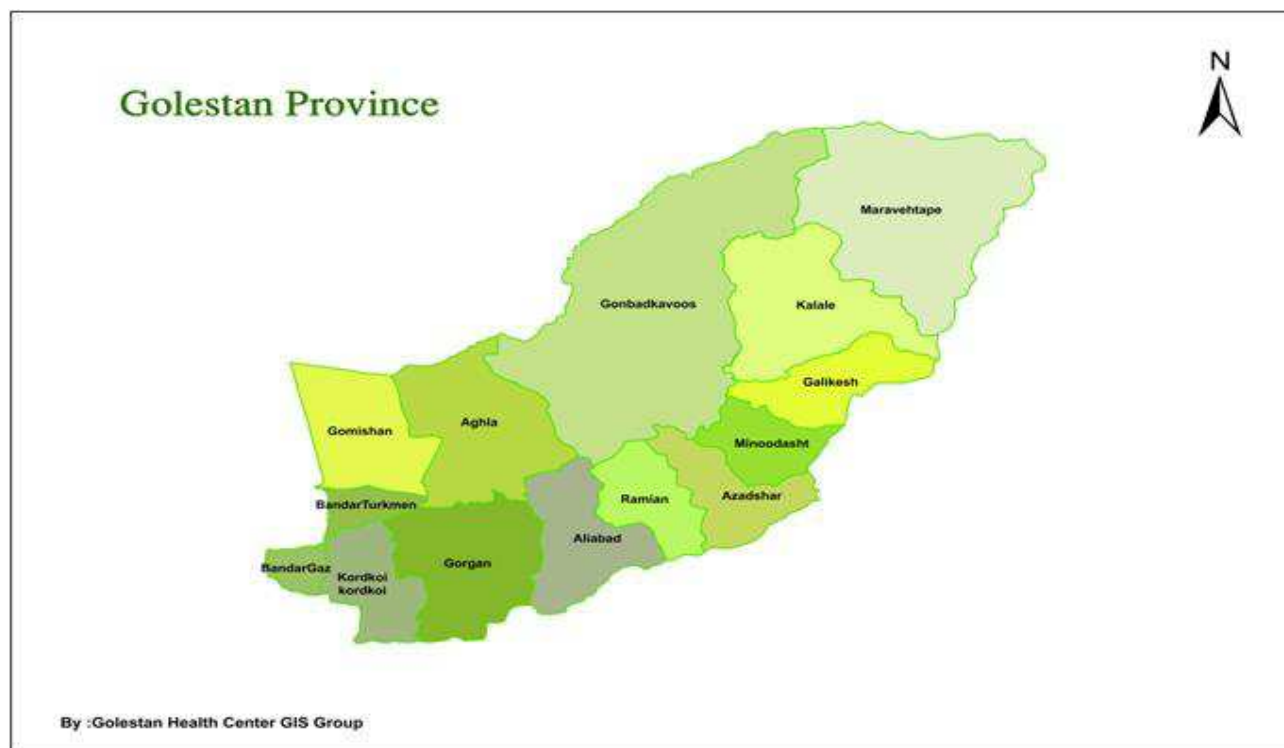 N
Golestan Province
Maravehtape
Gonbadkavoos
Kalale
Galikesh
Gomishan
Aghla
Minoodasht
Ramian
Azadshar
BandarTurkmen
Aliabad
Gorgan
BandarGaz
Kordkoi
kordkoi
By :Golestan Health Center GIS Group